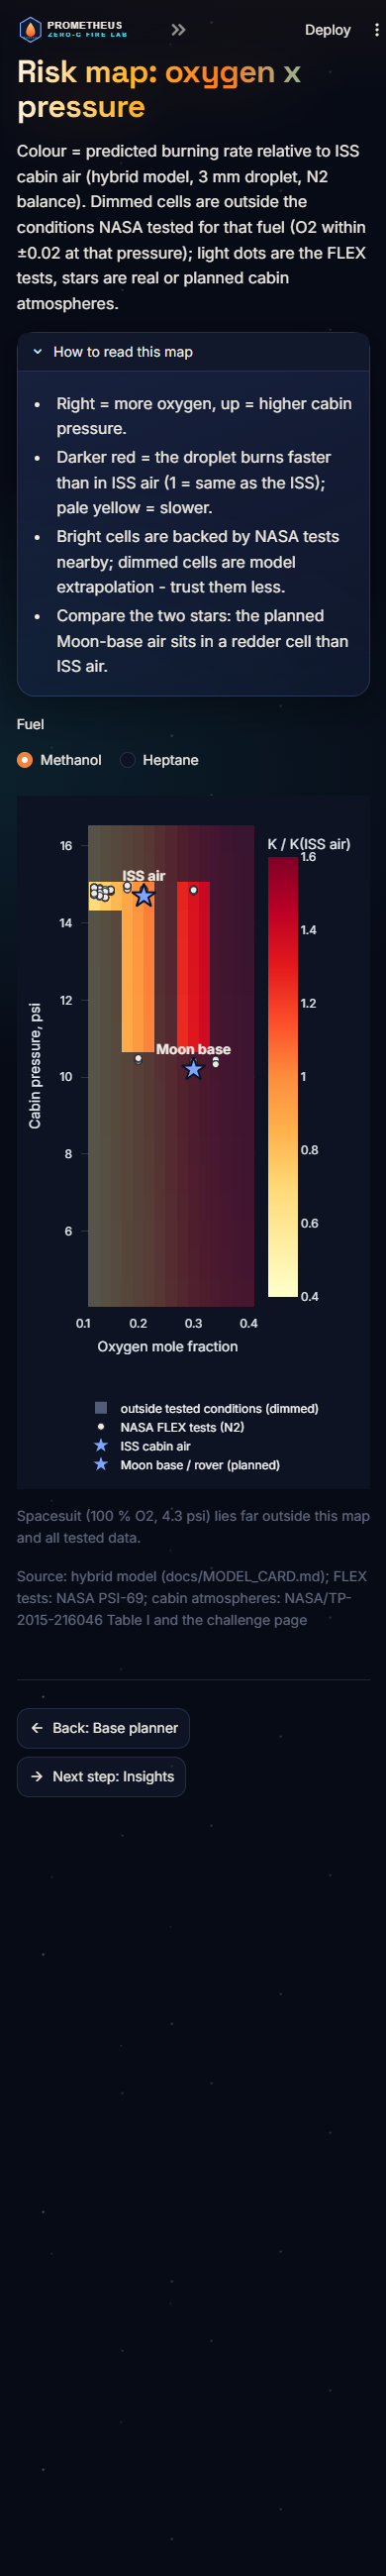 PROMETHEUS
ZERO-G FIRE LAB
Deploy
Risk map: oxygen x
pressure
Colour = predicted burning rate relative to ISS
cabin air (hybrid model, 3 mm droplet, N2
balance). Dimmed cells are outside the
conditions NASA tested for that fuel (O2 within
±0.02 at that pressure); light dots are the FLEX
tests, stars are real or planned cabin
atmospheres.
How to read this map
• Right = more oxygen, up = higher cabin
pressure.
• Darker red = the droplet burns faster
than in ISS air (1 = same as the ISS);
pale yellow = slower.
• Bright cells are backed by NASA tests
nearby; dimmed cells are model
extrapolation - trust them less.
• Compare the two stars: the planned
Moon-base air sits in a redder cell than
ISS air.
Fuel
Methanol Heptane
K / K(ISS air)
1.6
1.4
1.2
1
0.8
0.6
0.4
Cabin pressure, psi
16
14
12
10
8
6
ISS air
Moon base
0.1 0.2 0.3 0.4
Oxygen mole fraction
outside tested conditions (dimmed)
NASA FLEX tests (N2)
ISS cabin air
Moon base / rover (planned)
Spacesuit (100 % O2, 4.3 psi) lies far outside this map
and all tested data.
Source: hybrid model (docs/MODEL_CARD.md); FLEX
tests: NASA PSI-69; cabin atmospheres: NASA/TP-
2015-216046 Table I and the challenge page
← Back: Base planner
→ Next step: Insights